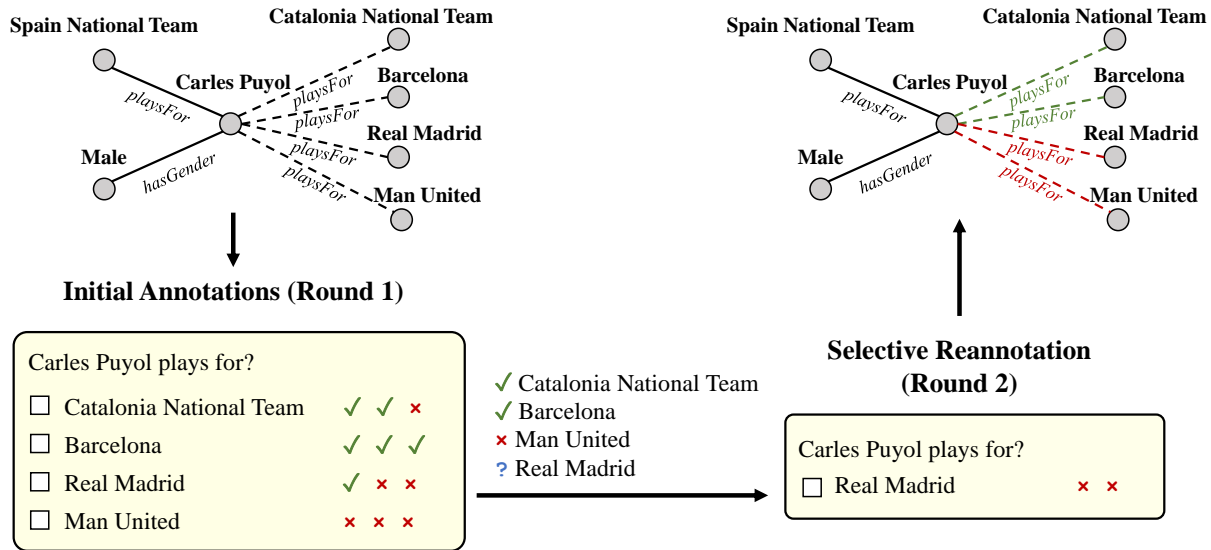 Spain National Team
Catalonia National Team
Carles Puyol
Barcelona
Real Madrid
Man United
Male
playsFor
hasGender
playsFor
playsFor
playsFor
playsFor
Initial Annotations (Round 1)
Carles Puyol plays for?
Catalonia National Team ✓ ✓ ×
Barcelona ✓ ✓ ✓
Real Madrid ✓ × ×
Man United × × ×
✓ Catalonia National Team
✓ Barcelona
× Man United
? Real Madrid
Selective Reannotation
(Round 2)
Carles Puyol plays for?
Real Madrid × ×
Spain National Team
Catalonia National Team
Carles Puyol
Barcelona
Real Madrid
Man United
Male
playsFor
hasGender
playsFor
playsFor
playsFor
playsFor